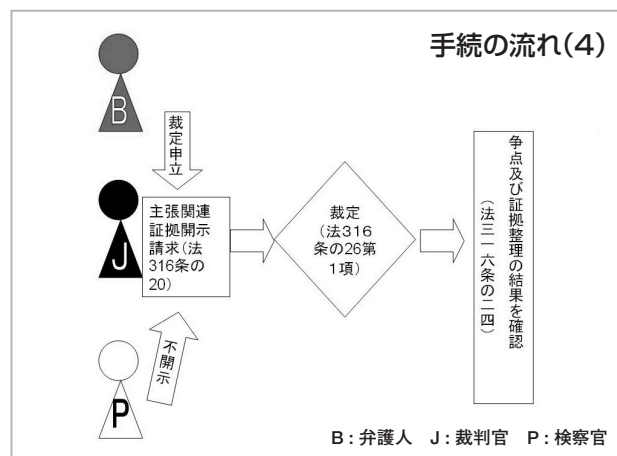 手続の流れ(4)
B
裁定申立
J
主張関連
証拠開示
請求(法
316条の
20)
裁定
(法316
条の26第
1項)
争点及び証拠整理の結果を確認
(法三一六条の二四)
不開示
P
B:弁護人 J:裁判官 P:検察官